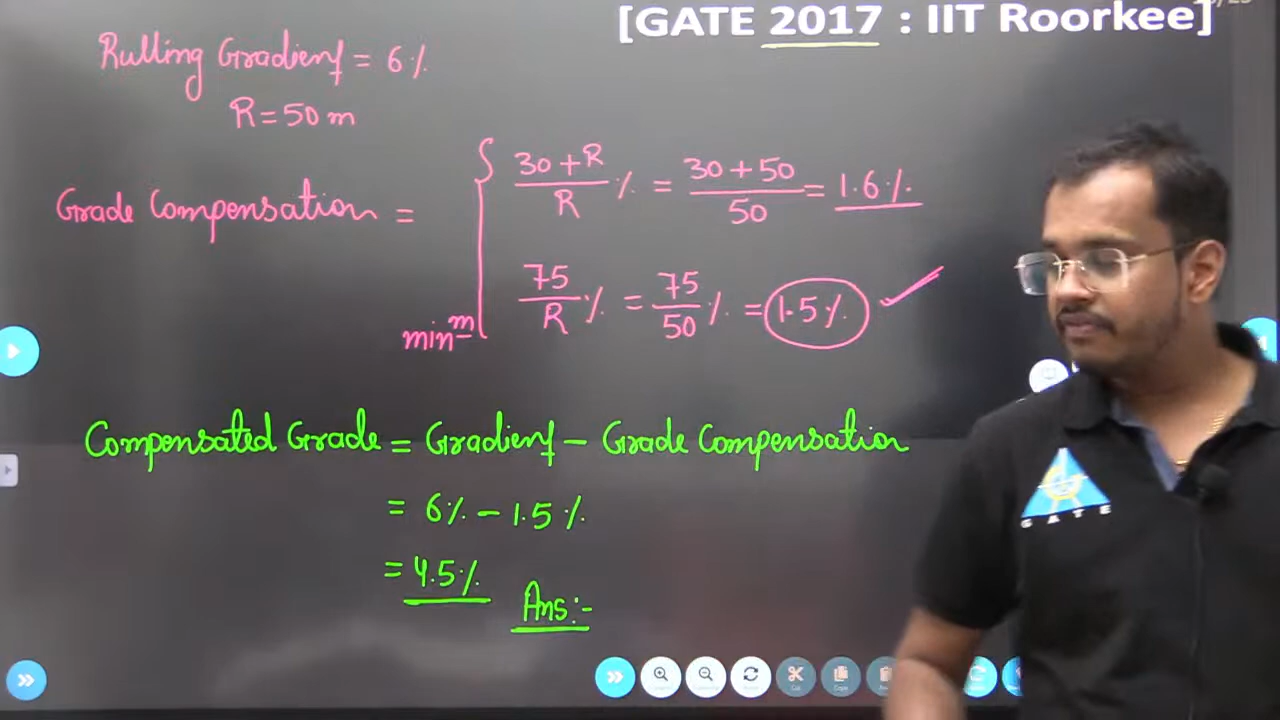 [GATE 2017 : IIT Roorkee]
Rulling Gradient = 6%
R = 50 m
Grade Compensation = minm { (30+R)/R % = (30+50)/50 = 1.6%
75/R % = 75/50 % = 1.5% ✓
Compensated Grade = Gradient – Grade Compensation
= 6% – 1.5%
= 4.5% Ans:-
GATE